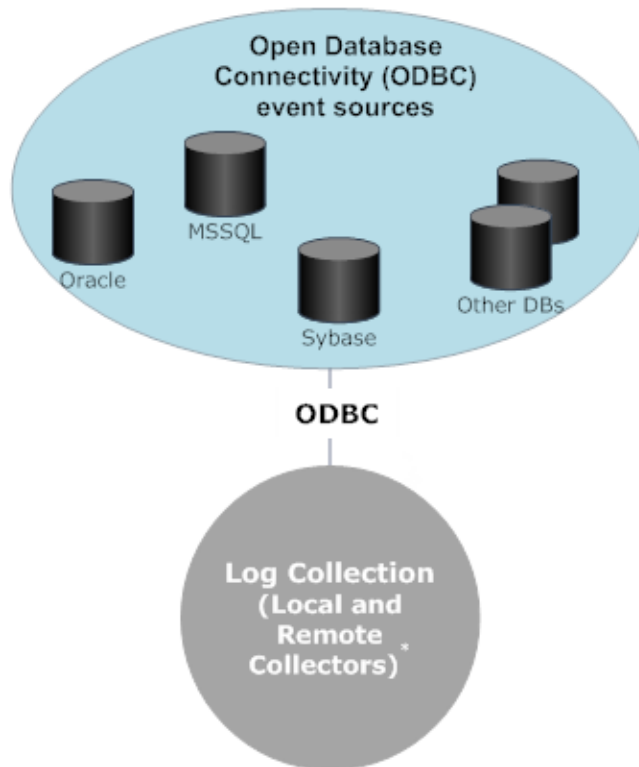 Open Database
Connectivity (ODBC)
event sources
MSSQL
Oracle
Other DBs
Sybase
ODBC
Log Collection
(Local and
Remote
Collectors)*